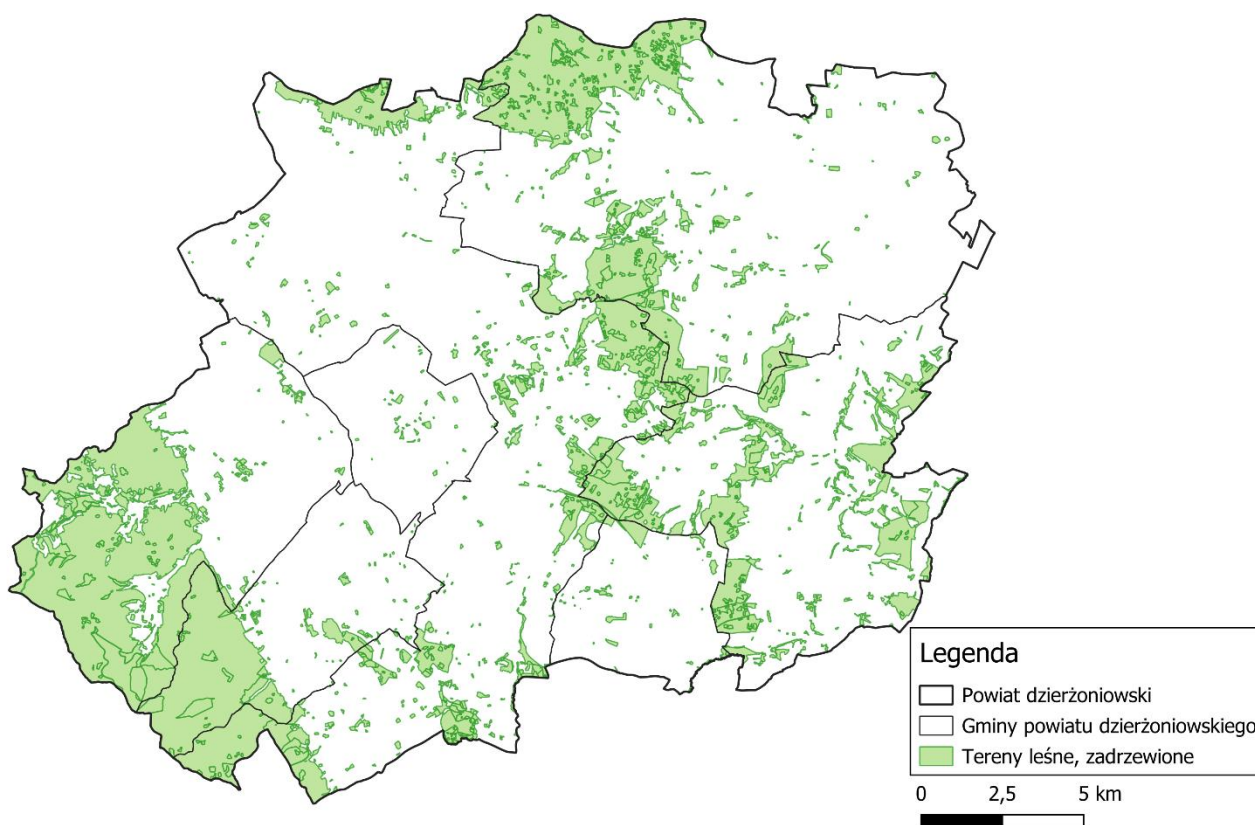 Legenda
Powiat dzierżoniowski
Gminy powiatu dzierżoniowskiego
Tereny leśne, zadrzewione
0 2,5 5 km